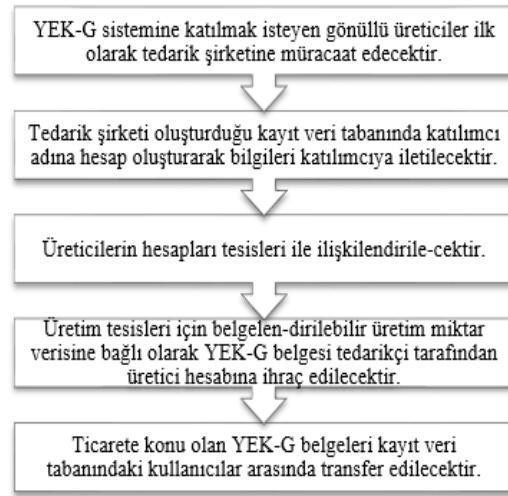 YEK-G sistemine katılmak isteyen gönüllü üreticiler ilk
olarak tedarik şirketine müracaat edecektir.
Tedarik şirketi oluşturduğu kayıt veri tabanında katılımcı
adına hesap oluşturarak bilgileri katılımcıya iletilecektir.
Üreticilerin hesapları tesisleri ile ilişkilendirile-cektir.
Üretim tesisleri için belgelen-dirilebilir üretim miktar
verisine bağlı olarak YEK-G belgesi tedarikçi tarafından
üretici hesabına ihraç edilecektir.
Ticarete konu olan YEK-G belgeleri kayıt veri
tabanındaki kullanıcılar arasında transfer edilecektir.